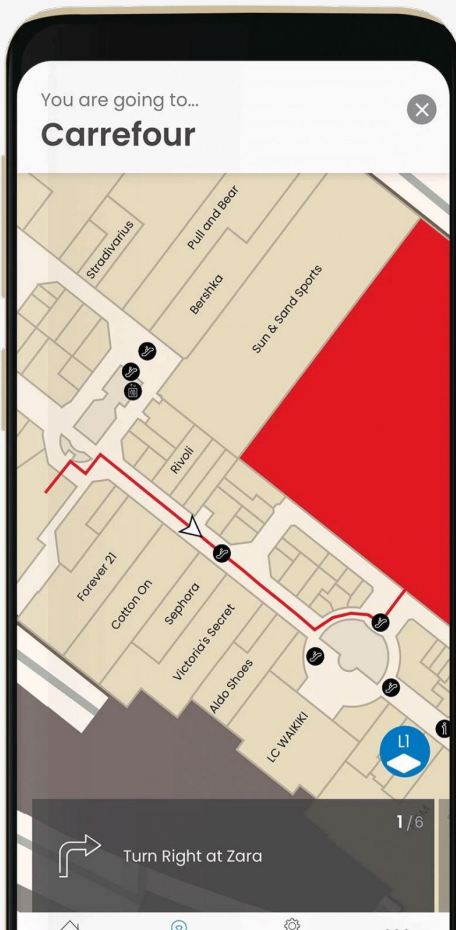 You are going to...
Carrefour
Stradivarius
Pull and Bear
Bershka
Sun & Sand Sports
Rivoli
Forever 21
Cotton On
Sephora
Victoria's Secret
Aldo Shoes
LC WAIKIKI
L1
1/6
Turn Right at Zara